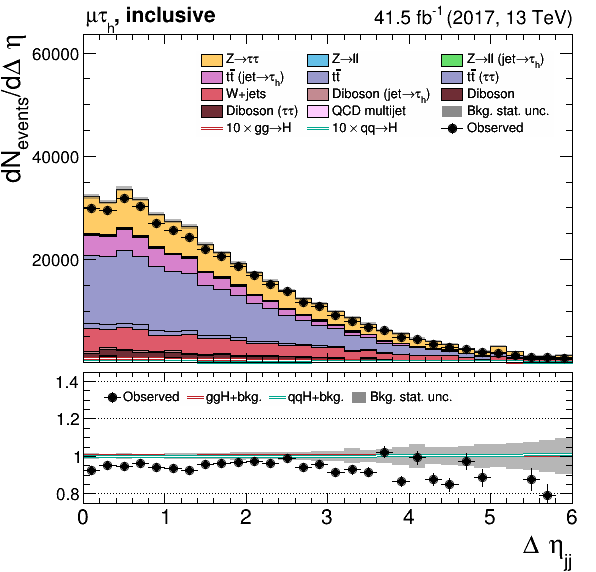 μτh, inclusive
41.5 fb-1 (2017, 13 TeV)
dNevents/dΔ η
60000
40000
20000
Z→ττ
Z→ll
Z→ll (jet→τh)
tt̄ (jet→τh)
tt̄
tt̄ (ττ)
W+jets
Diboson (jet→τh)
Diboson
Diboson (ττ)
QCD multijet
Bkg. stat. unc.
10 × gg→H
10 × qq→H
Observed
1.4
1.2
1
0.8
Observed
ggH+bkg.
qqH+bkg.
Bkg. stat. unc.
0 1 2 3 4 5 6
Δ ηjj